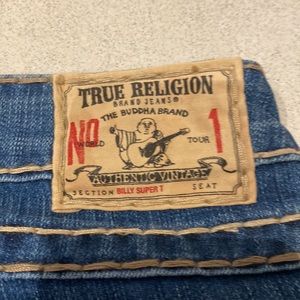 TRUE RELIGION
BRAND JEANS®
THE BUDDHA BRAND
NO 1
WORLD TOUR
AUTHENTIC VINTAGE
SECTION BILLY SUPER T SEAT